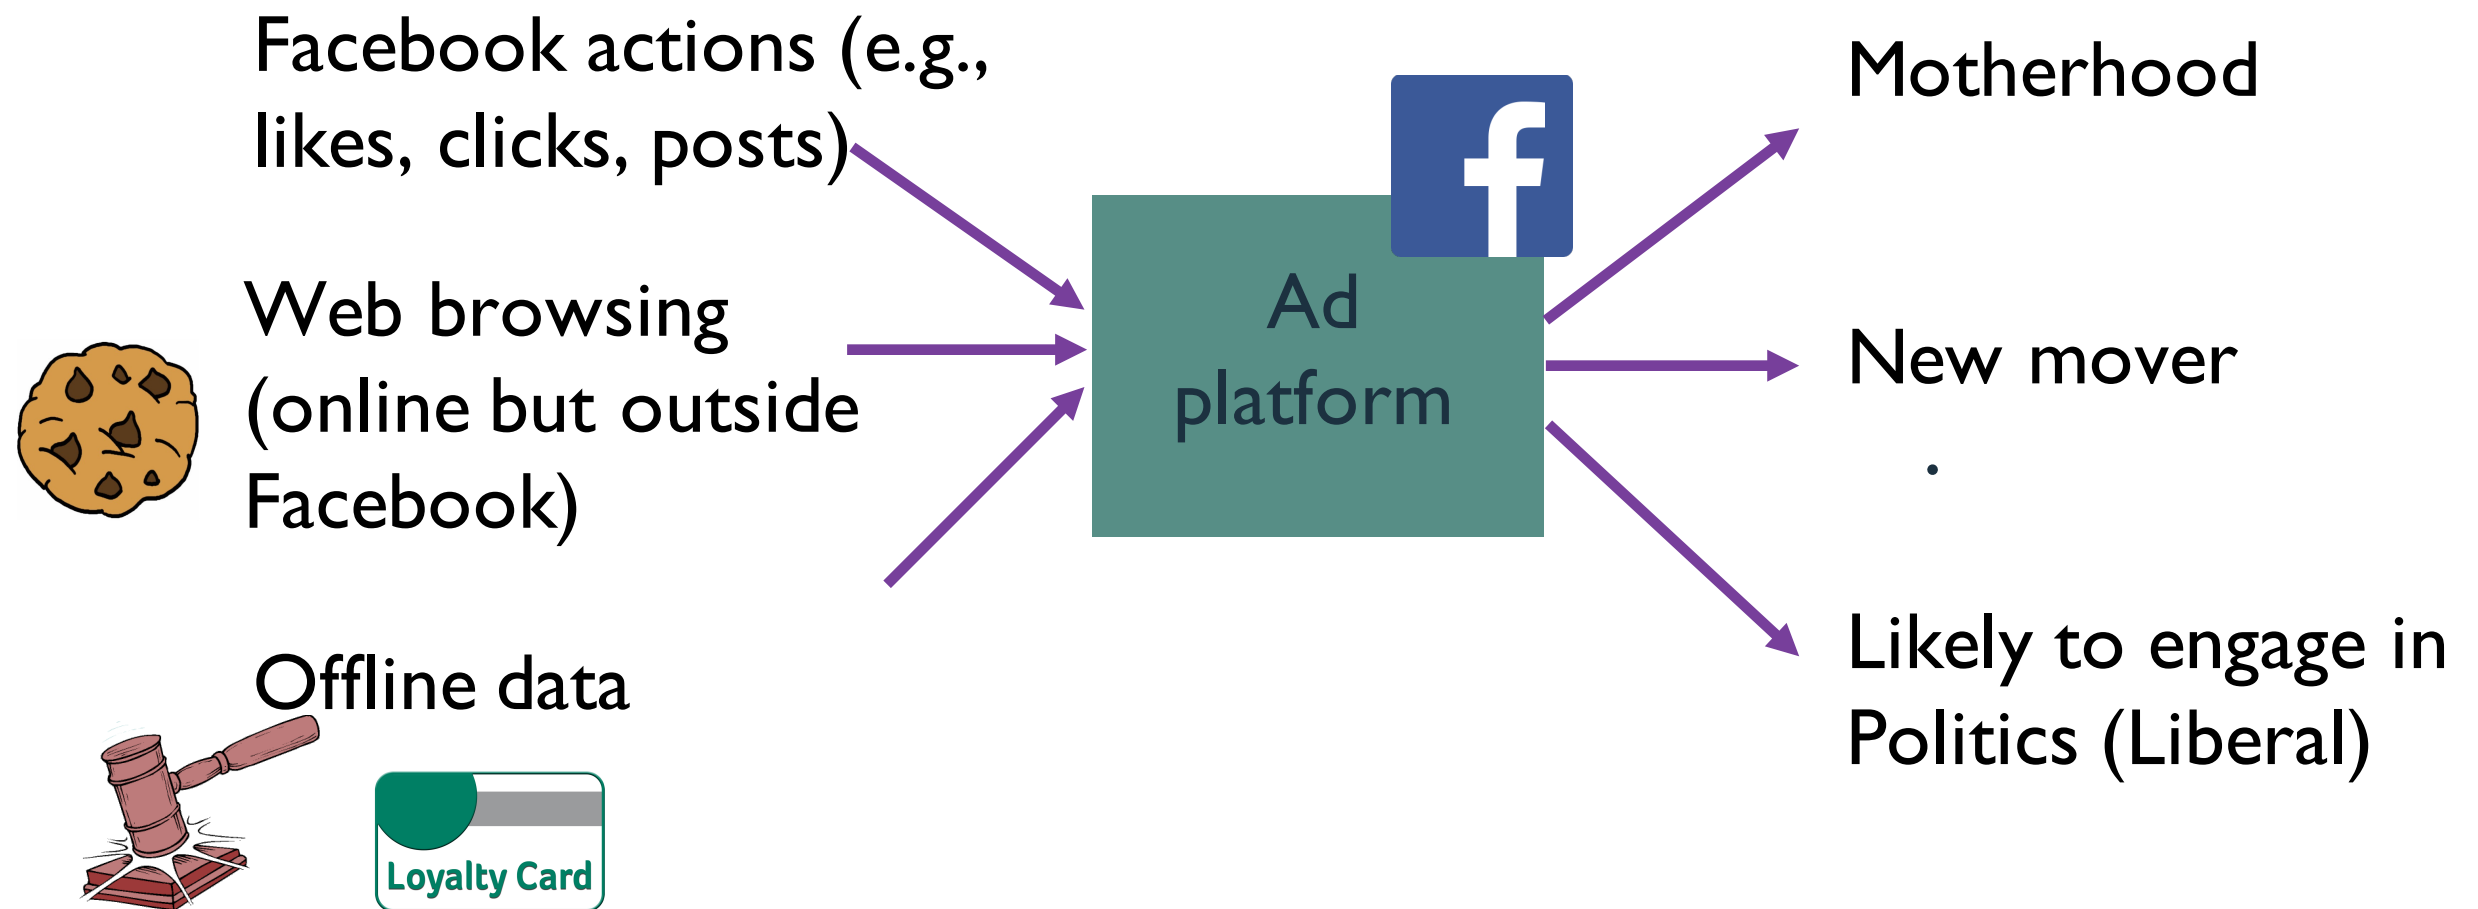 Facebook actions (e.g.,
likes, clicks, posts)
Web browsing
(online but outside
Facebook)
Offline data
Loyalty Card
f
Ad
platform
Motherhood
New mover
.
Likely to engage in
Politics (Liberal)